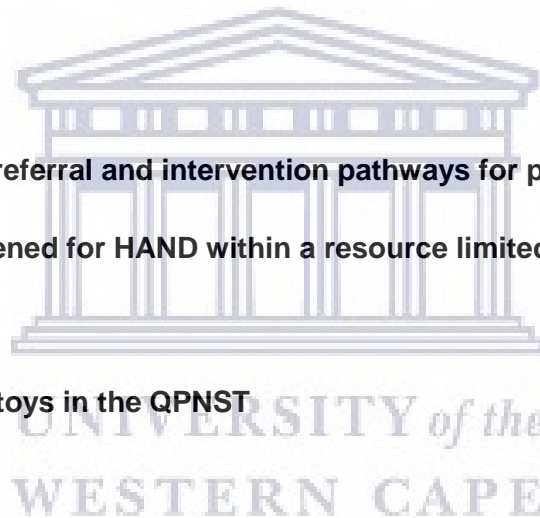 referral and intervention pathways for p
ened for HAND within a resource limited
toys in the QPNST
UNIVERSITY of the
WESTERN CAPE